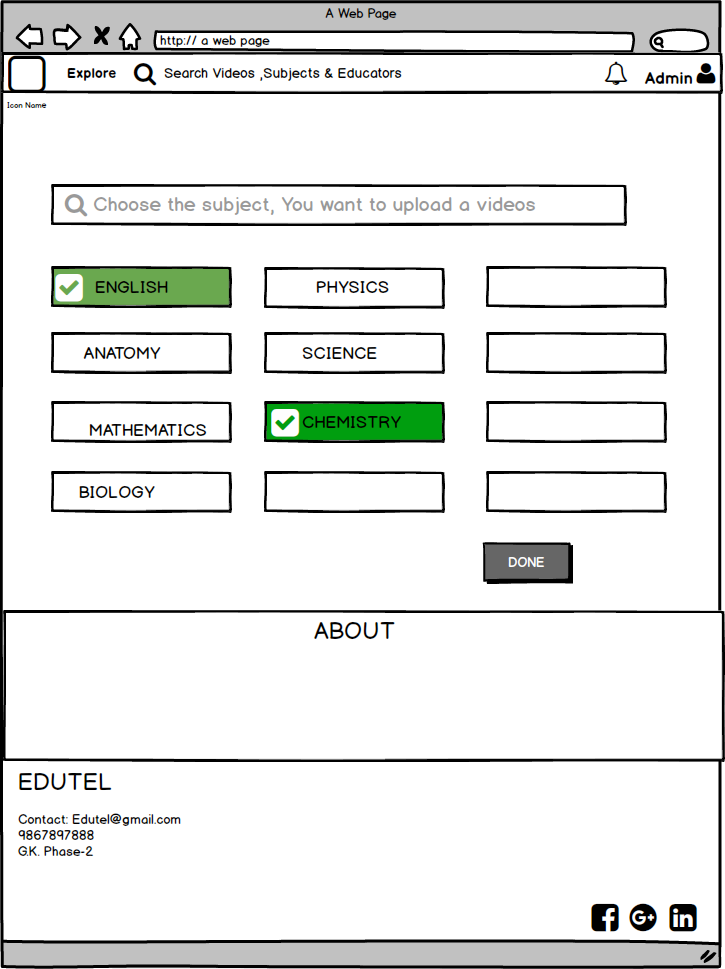 A Web Page
http:// a web page
Explore Search Videos ,Subjects & Educators Admin
Icon Name
Choose the subject, You want to upload a videos
ENGLISH PHYSICS
ANATOMY SCIENCE
MATHEMATICS CHEMISTRY
BIOLOGY
DONE
ABOUT
EDUTEL
Contact: Edutel@gmail.com
9867897888
G.K. Phase-2